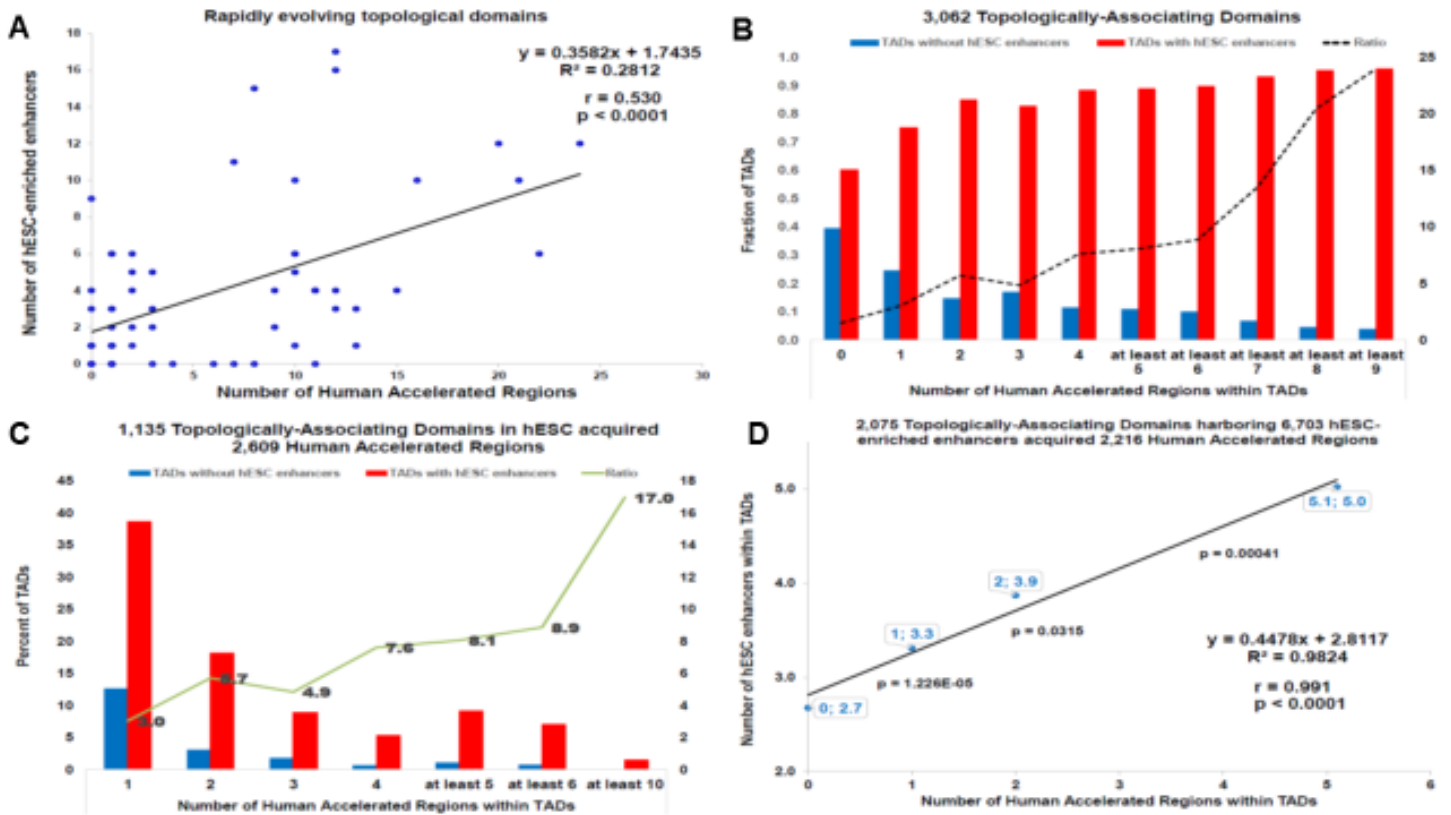 A
Rapidly evolving topological domains
y = 0.3582x + 1.7435
R² = 0.2812
r = 0.530
p < 0.0001
Number of hESC-enriched enhancers
18
16
14
12
10
8
6
4
2
0
0 5 10 15 20 25 30
Number of Human Accelerated Regions
B
3,062 Topologically-Associating Domains
TADs without hESC enhancers TADs with hESC enhancers Ratio
Fraction of TADs
1.0
0.9
0.8
0.7
0.6
0.5
0.4
0.3
0.2
0.1
0.0
25
20
15
10
5
0
0 1 2 3 4 at least 5 at least 6 at least 7 at least 8 at least 9
Number of Human Accelerated Regions within TADs
C
1,135 Topologically-Associating Domains in hESC acquired
2,609 Human Accelerated Regions
TADs without hESC enhancers TADs with hESC enhancers Ratio
Percent of TADs
45
40
35
30
25
20
15
10
5
0
18
16
14
12
10
8
6
4
2
0
3.0
5.7
4.9
7.6
8.1
8.9
17.0
1 2 3 4 at least 5 at least 6 at least 10
Number of Human Accelerated Regions within TADs
D
2,075 Topologically-Associating Domains harboring 6,703 hESC-
enriched enhancers acquired 2,216 Human Accelerated Regions
Number of hESC enhancers within TADs
5.0
4.0
3.0
2.0
5.1; 5.0
p = 0.00041
2; 3.9
p = 0.0315
1; 3.3
p = 1.226E-05
0; 2.7
y = 0.4478x + 2.8117
R² = 0.9824
r = 0.991
p < 0.0001
0 1 2 3 4 5 6
Number of Human Accelerated Regions within TADs